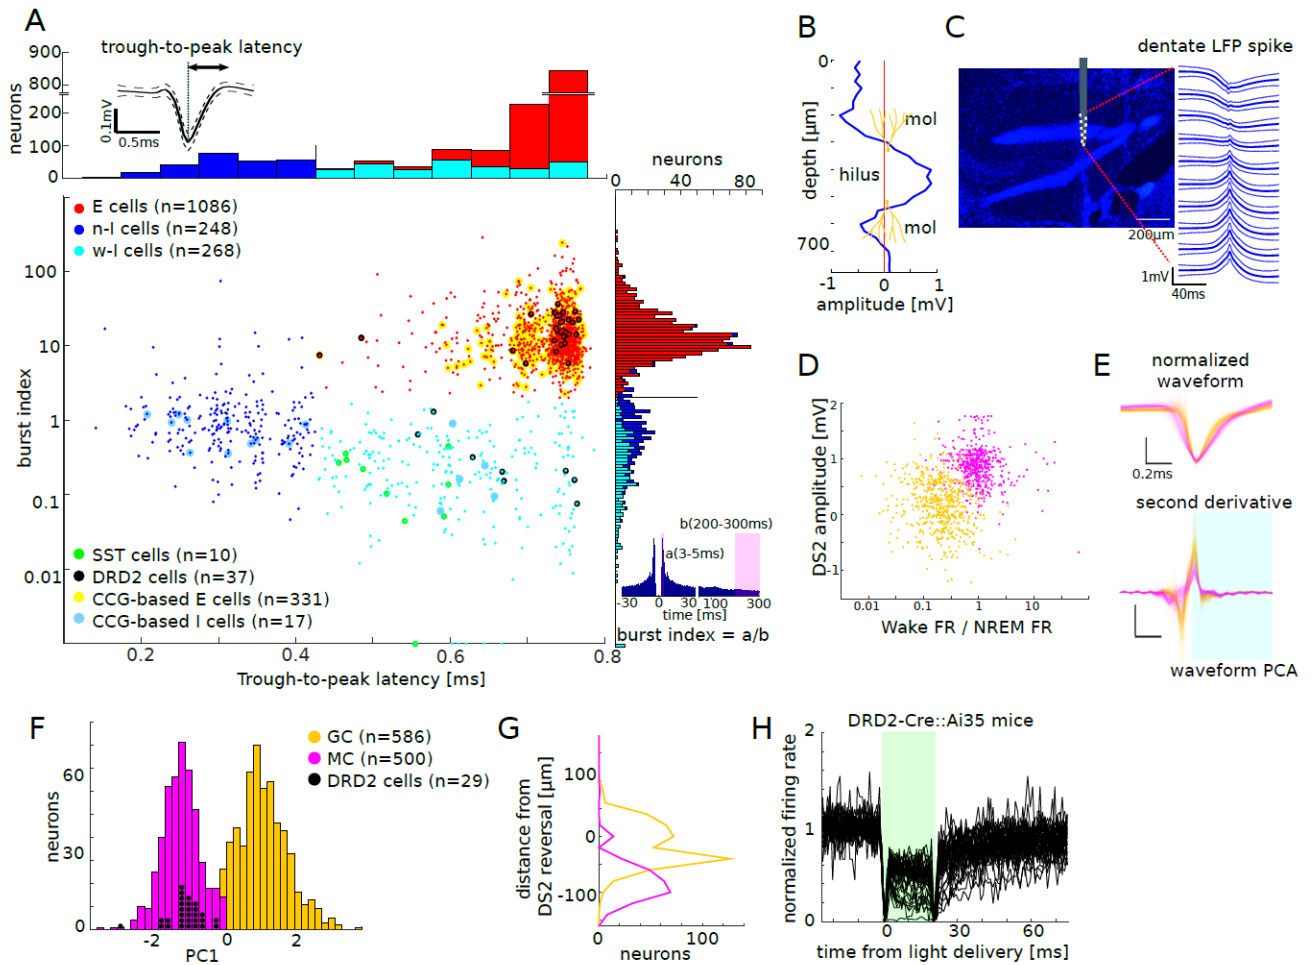 A
trough-to-peak latency
neurons
900
800
200
100
0
0.1mV
0.5ms
E cells (n=1086)
n-I cells (n=248)
w-I cells (n=268)
burst index
100
10
1
0.1
0.01
SST cells (n=10)
DRD2 cells (n=37)
CCG-based E cells (n=331)
CCG-based I cells (n=17)
0.2
0.4
0.6
0.8
Trough-to-peak latency [ms]
neurons
0
40
80
b(200-300ms)
a(3-5ms)
-30
0
30
100
300
time [ms]
burst index = a/b
B
depth [µm]
0
700
mol
hilus
mol
-1
0
1
amplitude [mV]
C
dentate LFP spike
200µm
1mV
40ms
D
DS2 amplitude [mV]
2
1
0
-1
0.01
0.1
1
10
Wake FR / NREM FR
E
normalized
waveform
0.2ms
second derivative
waveform PCA
F
neurons
60
30
0
-2
0
2
PC1
GC (n=586)
MC (n=500)
DRD2 cells (n=29)
G
distance from
DS2 reversal [µm]
100
0
-100
0
100
neurons
H
DRD2-Cre::Ai35 mice
normalized firing rate
2
1
0
0
30
60
time from light delivery [ms]